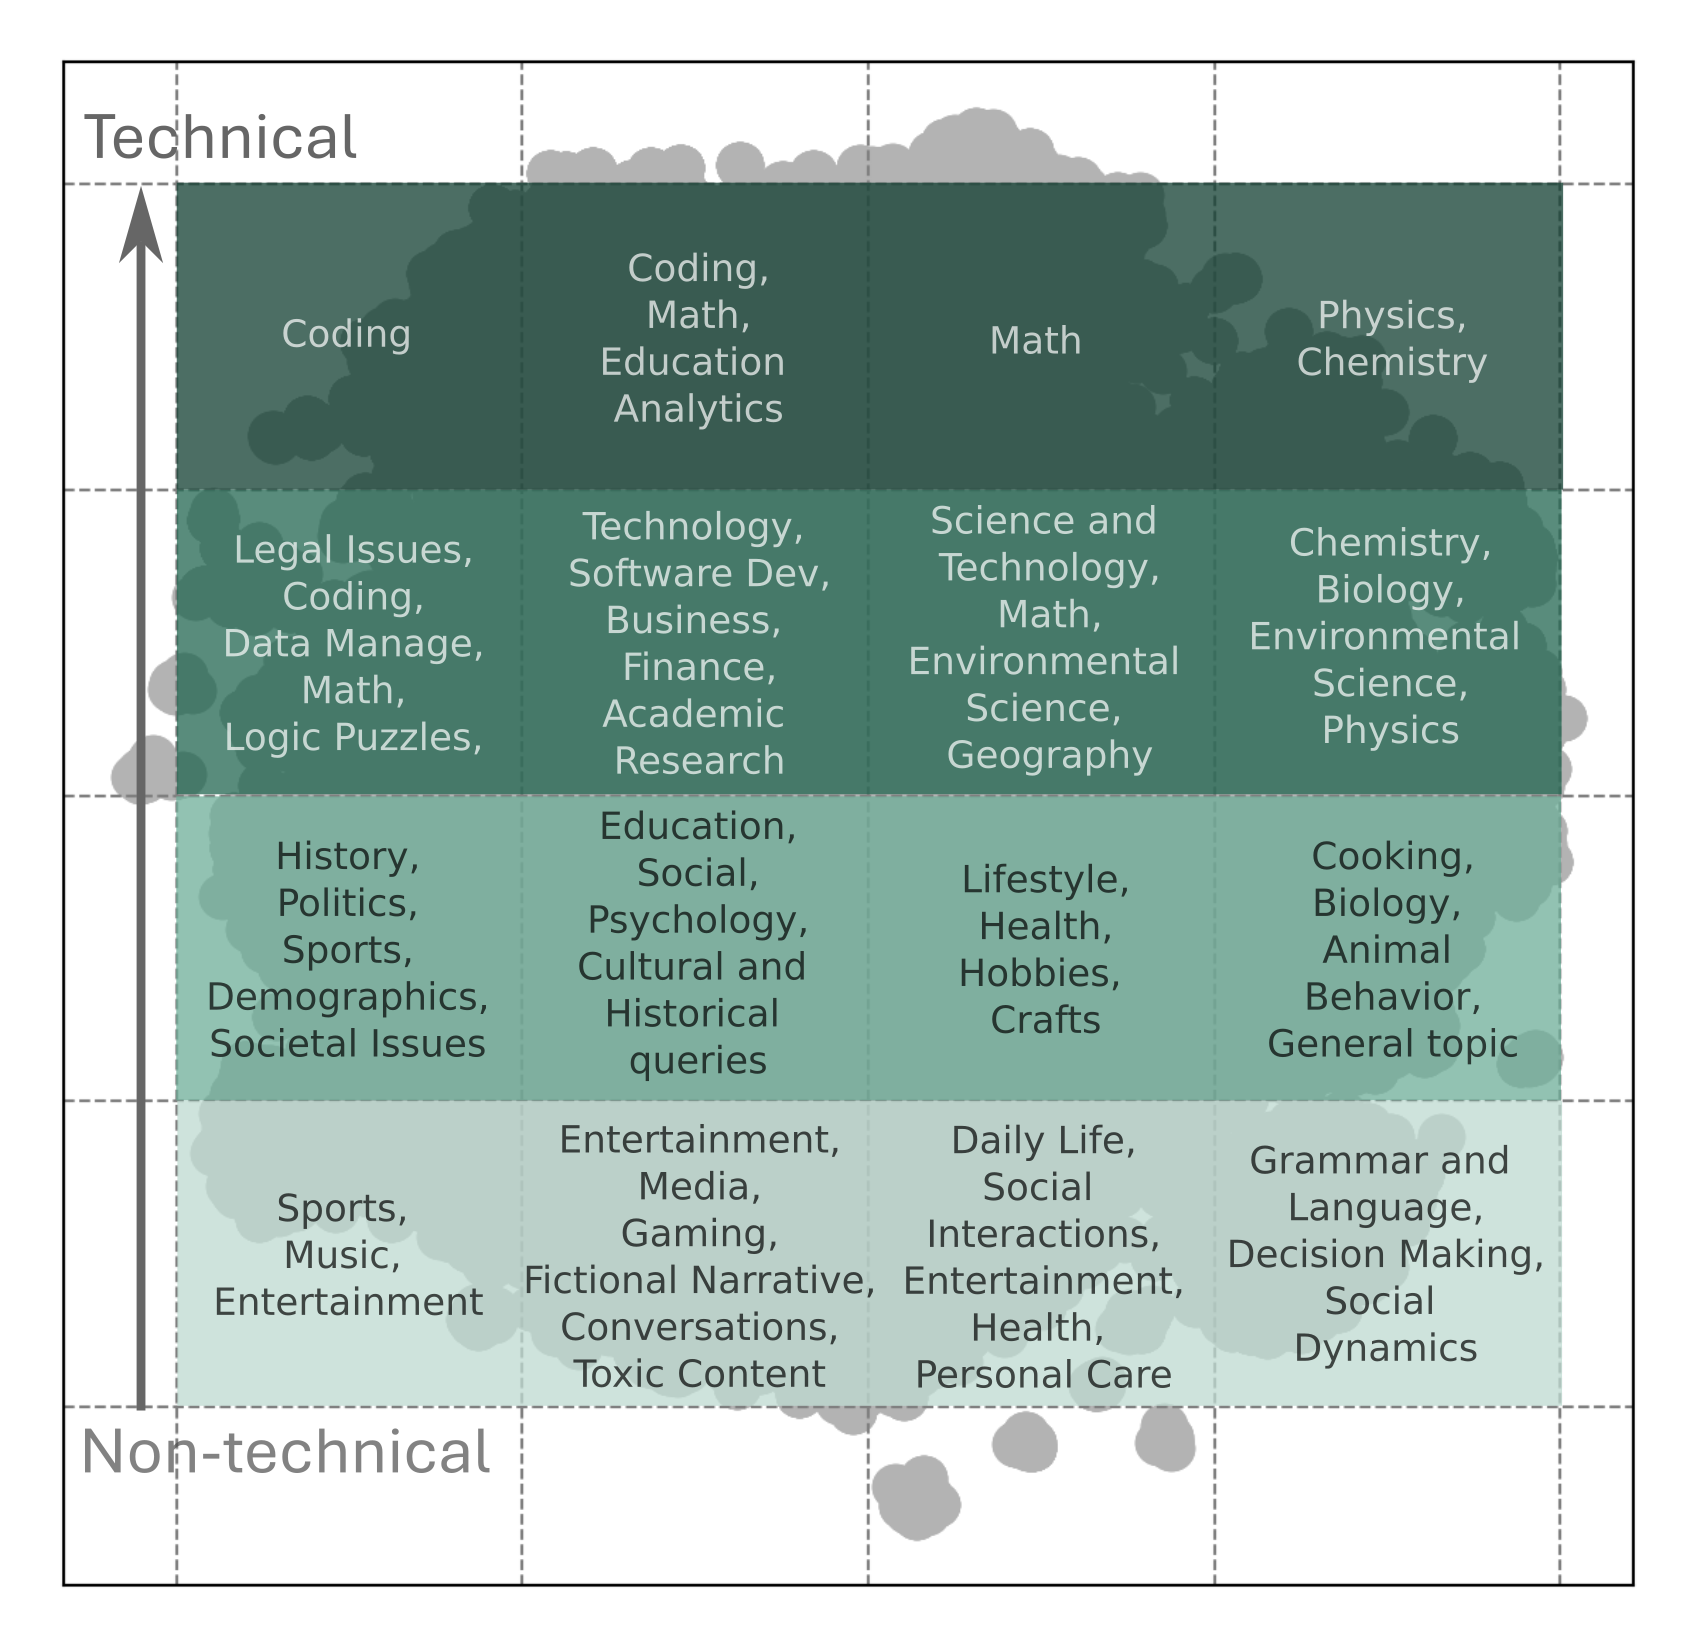 Technical
Coding
Coding,
Math,
Education
Analytics
Math
Physics,
Chemistry
Legal Issues,
Coding,
Data Manage,
Math,
Logic Puzzles,
Technology,
Software Dev,
Business,
Finance,
Academic
Research
Science and
Technology,
Math,
Environmental
Science,
Geography
Chemistry,
Biology,
Environmental
Science,
Physics
History,
Politics,
Sports,
Demographics,
Societal Issues
Education,
Social,
Psychology,
Cultural and
Historical
queries
Lifestyle,
Health,
Hobbies,
Crafts
Cooking,
Biology,
Animal
Behavior,
General topic
Sports,
Music,
Entertainment
Entertainment,
Media,
Gaming,
Fictional Narrative,
Conversations,
Toxic Content
Daily Life,
Social
Interactions,
Entertainment,
Health,
Personal Care
Grammar and
Language,
Decision Making,
Social
Dynamics
Non-technical